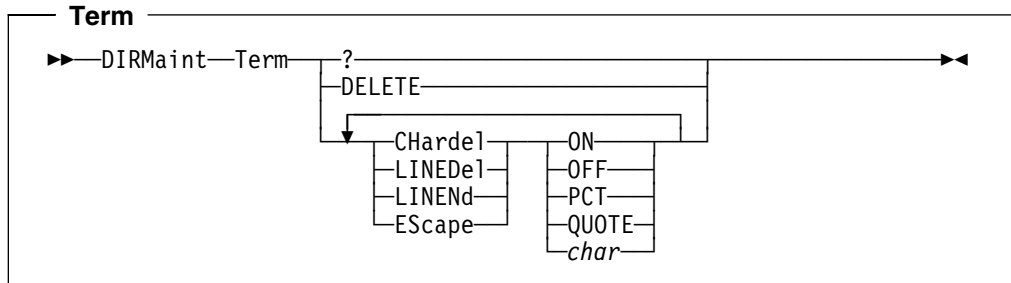 Term
DIRMaint Term ?
DELETE
CHardel ON
LINEDel OFF
LINENd PCT
EScape QUOTE
char